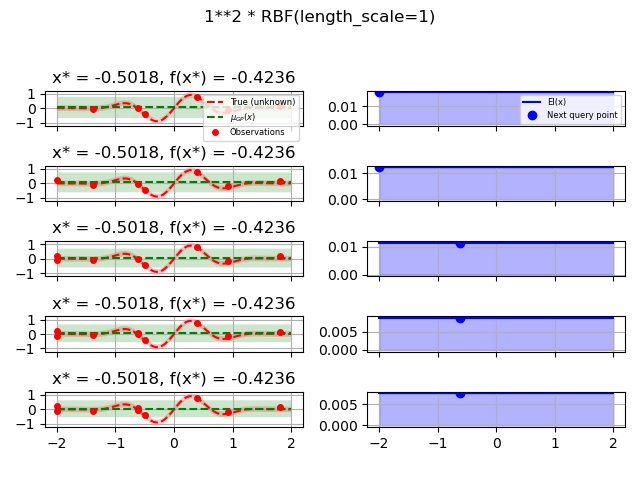 1**2 * RBF(length_scale=1)
x* = -0.5018, f(x*) = -0.4236
1
0
−1
True (unknown)
μGP(x)
Observations
0.01
0.00
EI(x)
Next query point
x* = -0.5018, f(x*) = -0.4236
1
0
−1
0.01
0.00
x* = -0.5018, f(x*) = -0.4236
1
0
−1
0.01
0.00
x* = -0.5018, f(x*) = -0.4236
1
0
−1
0.005
0.000
x* = -0.5018, f(x*) = -0.4236
1
0
−1
0.005
0.000
−2 −1 0 1 2
−2 −1 0 1 2